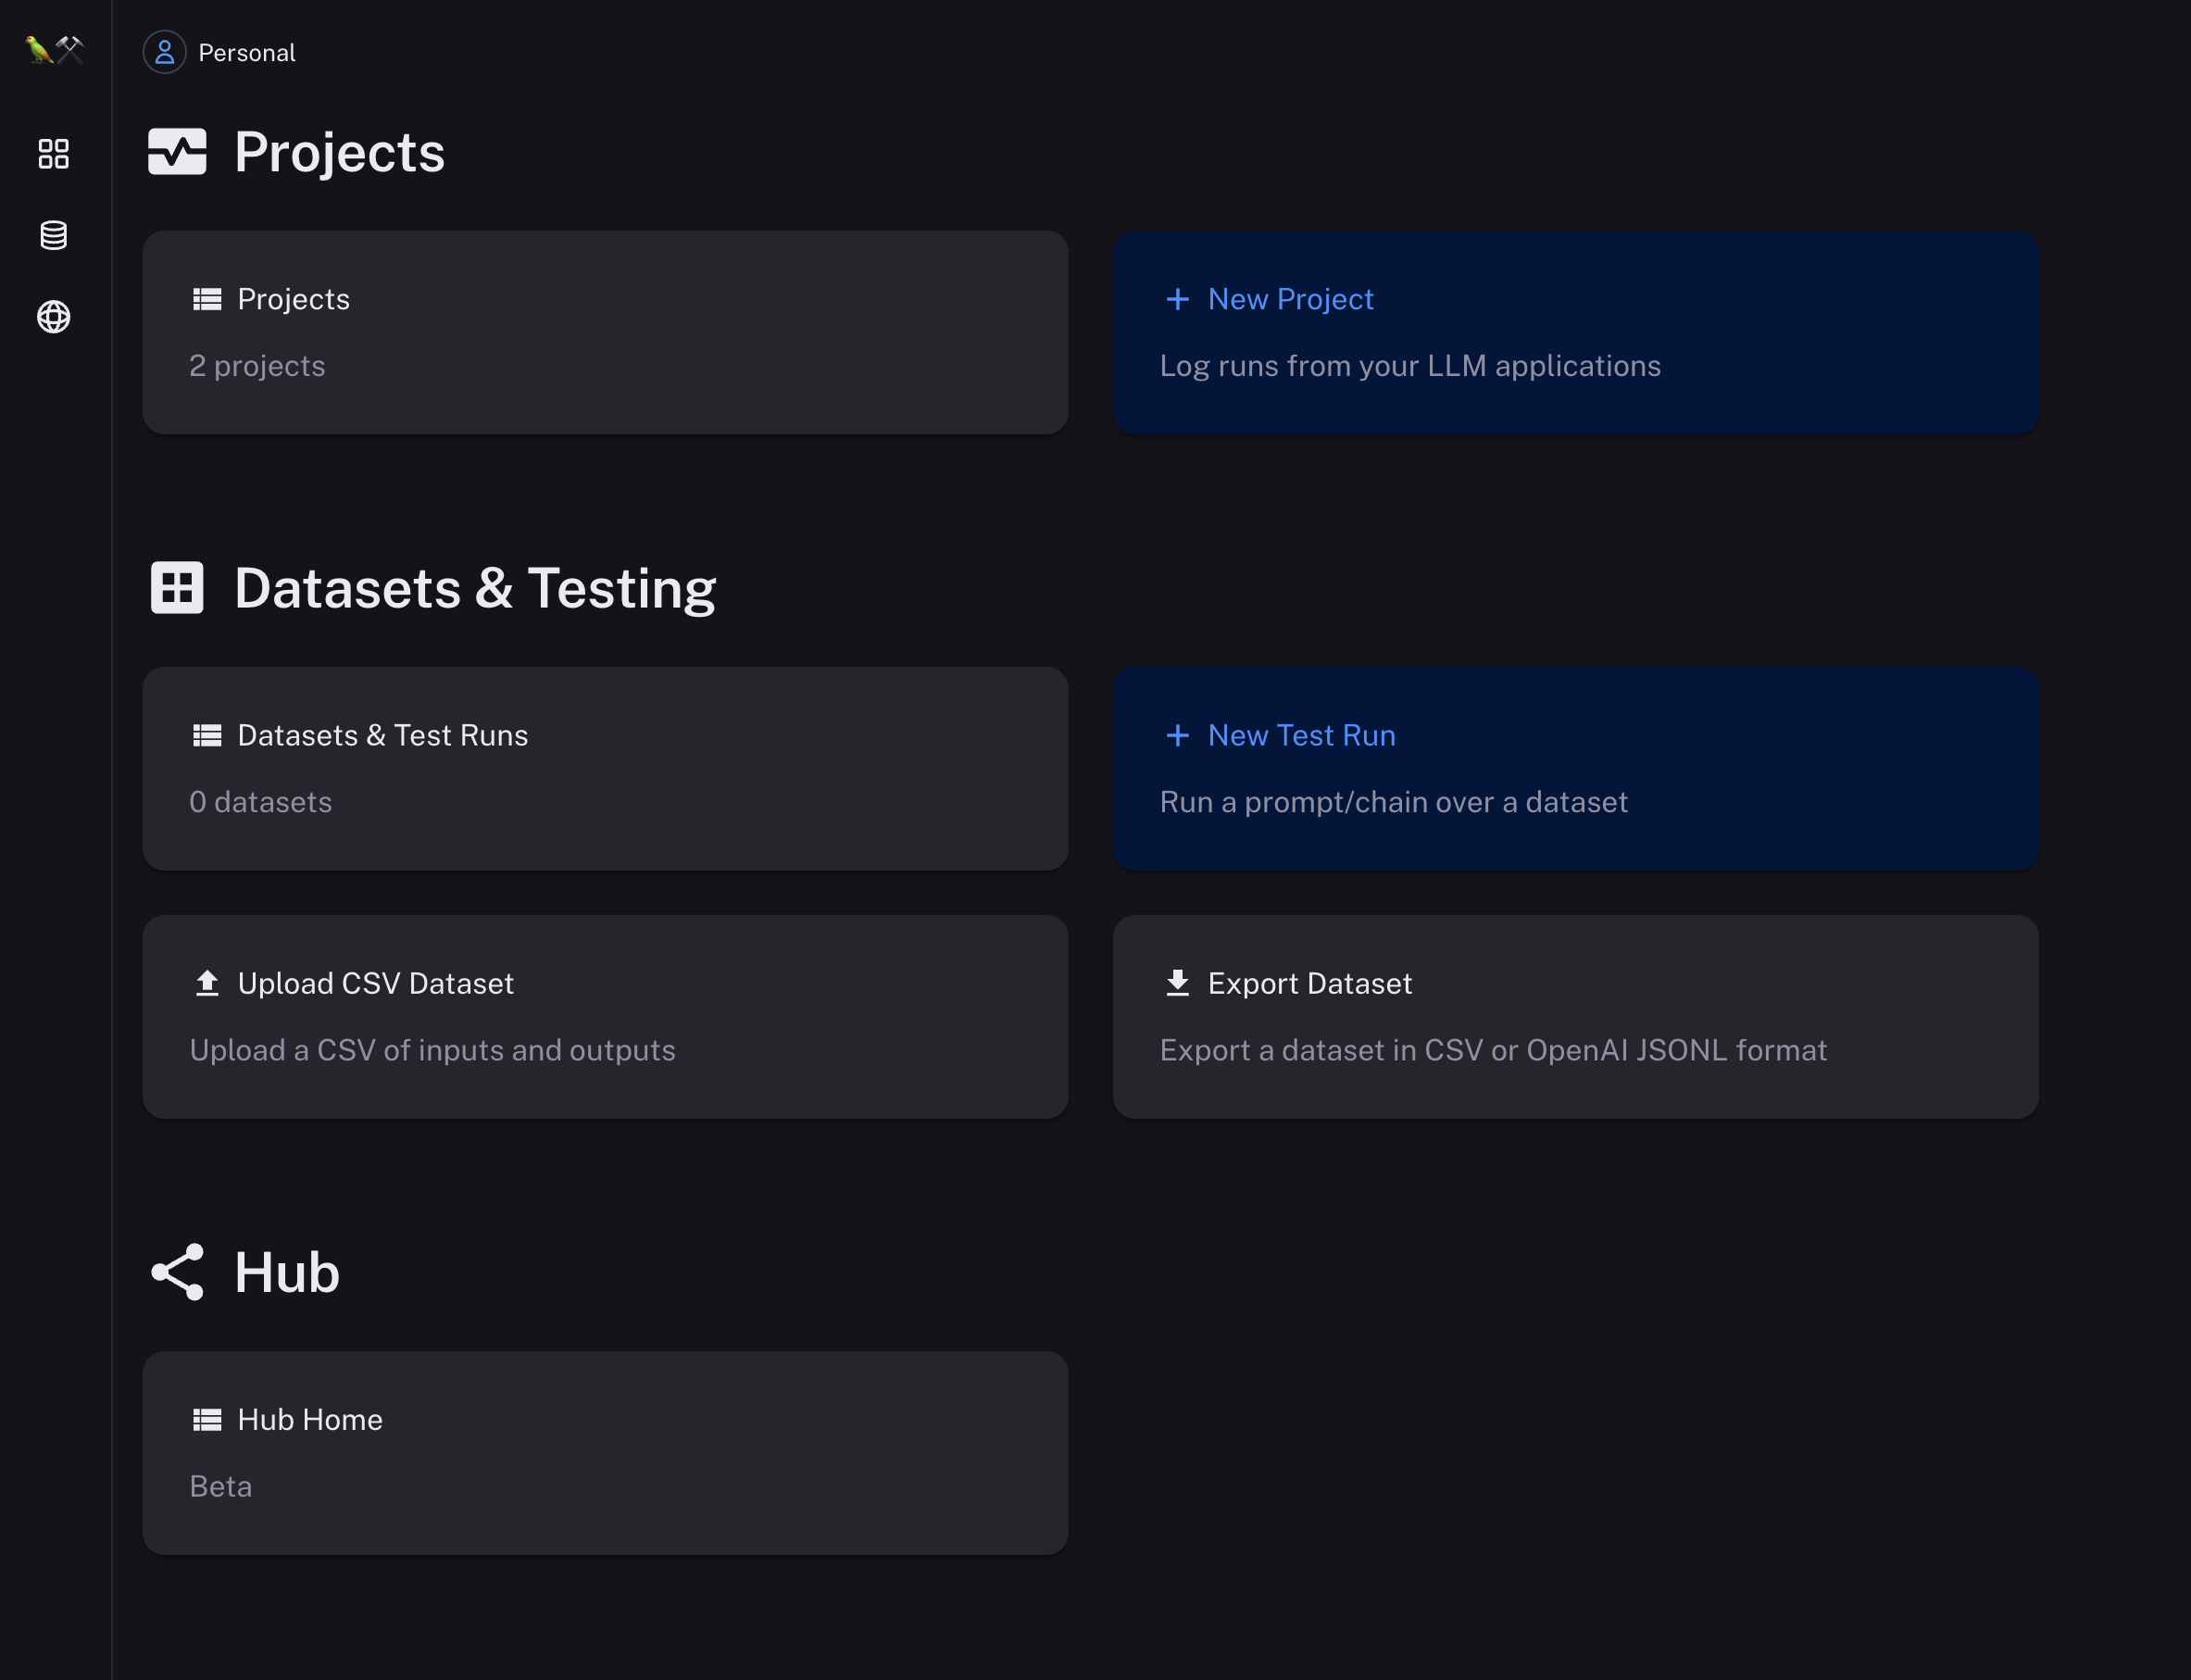 Personal
Projects
Projects
2 projects
New Project
Log runs from your LLM applications
Datasets & Testing
Datasets & Test Runs
0 datasets
New Test Run
Run a prompt/chain over a dataset
Upload CSV Dataset
Upload a CSV of inputs and outputs
Export Dataset
Export a dataset in CSV or OpenAI JSONL format
Hub
Hub Home
Beta